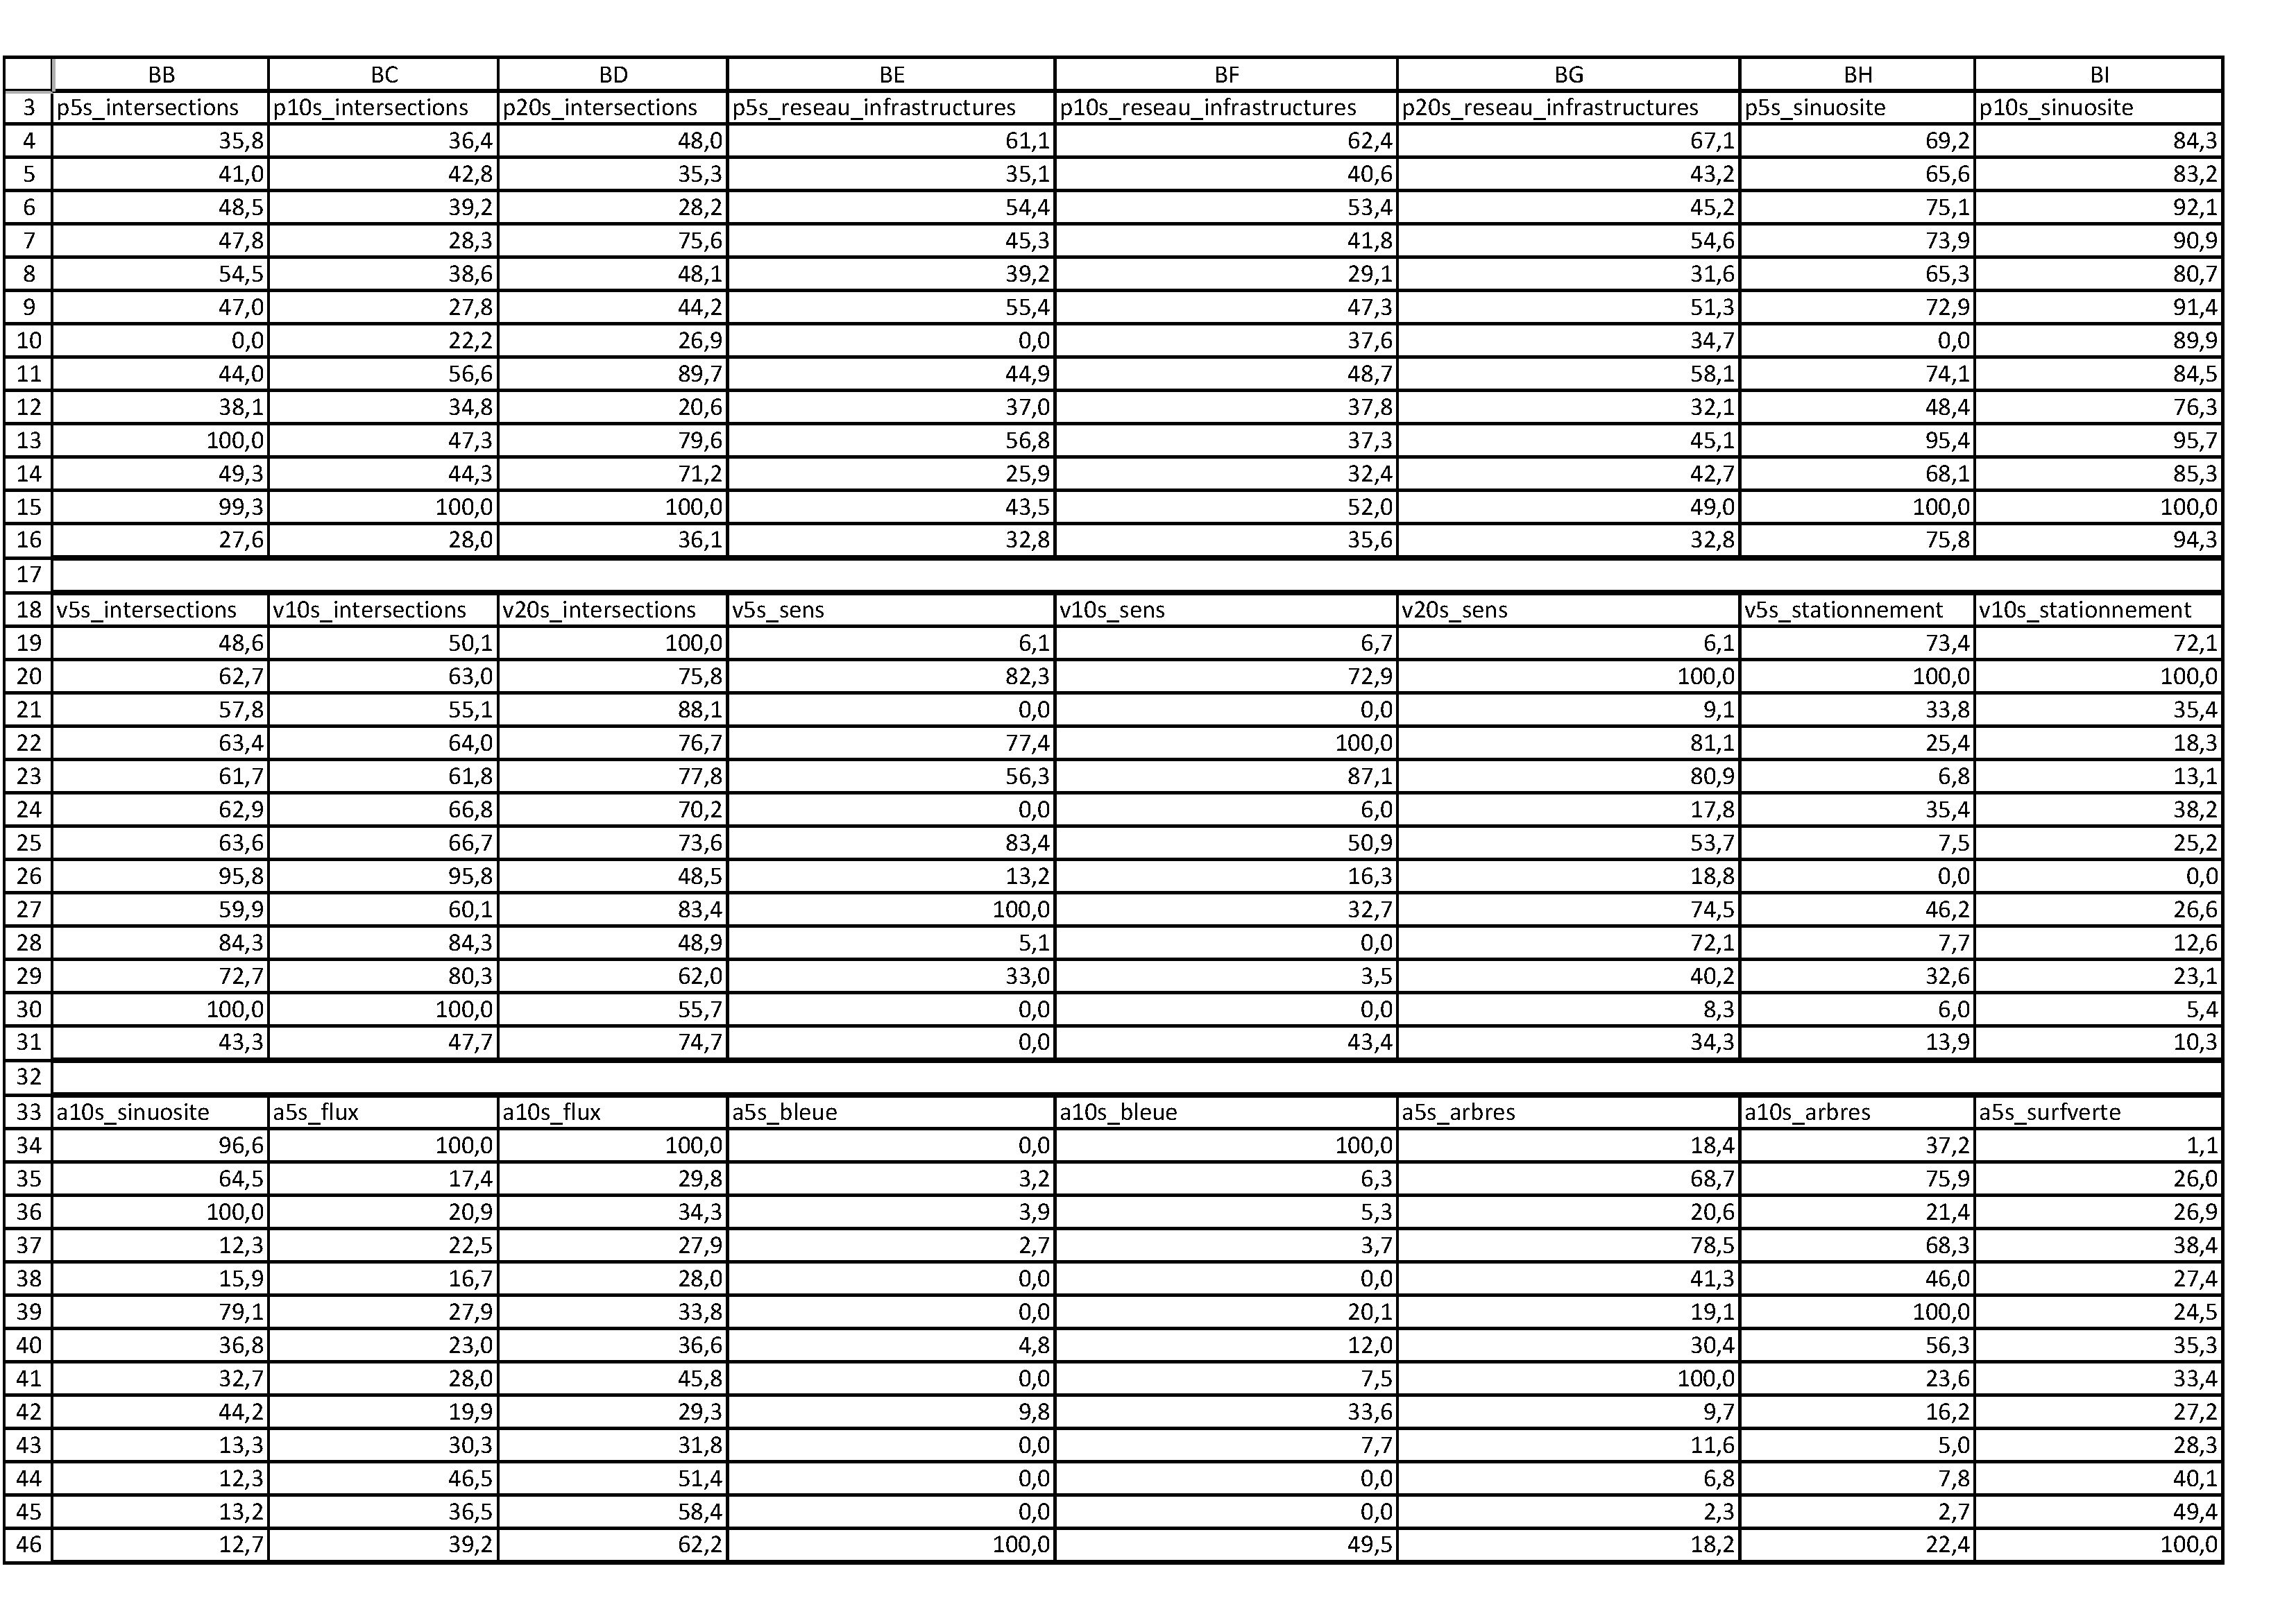 BB BC BD BE BF BG BH BI
3 p5s_intersections p10s_intersections p20s_intersections p5s_reseau_infrastructures p10s_reseau_infrastructures p20s_reseau_infrastructures p5s_sinuosite p10s_sinuosite
4 35,8 36,4 48,0 61,1 62,4 67,1 69,2 84,3
5 41,0 42,8 35,3 35,1 40,6 43,2 65,6 83,2
6 48,5 39,2 28,2 54,4 53,4 45,2 75,1 92,1
7 47,8 28,3 75,6 45,3 41,8 54,6 73,9 90,9
8 54,5 38,6 48,1 39,2 29,1 31,6 65,3 80,7
9 47,0 27,8 44,2 55,4 47,3 51,3 72,9 91,4
10 0,0 22,2 26,9 0,0 37,6 34,7 0,0 89,9
11 44,0 56,6 89,7 44,9 48,7 58,1 74,1 84,5
12 38,1 34,8 20,6 37,0 37,8 32,1 48,4 76,3
13 100,0 47,3 79,6 56,8 37,3 45,1 95,4 95,7
14 49,3 44,3 71,2 25,9 32,4 42,7 68,1 85,3
15 99,3 100,0 100,0 43,5 52,0 49,0 100,0 100,0
16 27,6 28,0 36,1 32,8 35,6 32,8 75,8 94,3
17
18 v5s_intersections v10s_intersections v20s_intersections v5s_sens v10s_sens v20s_sens v5s_stationnement v10s_stationnement
19 48,6 50,1 100,0 6,1 6,7 6,1 73,4 72,1
20 62,7 63,0 75,8 82,3 72,9 100,0 100,0 100,0
21 57,8 55,1 88,1 0,0 0,0 9,1 33,8 35,4
22 63,4 64,0 76,7 77,4 100,0 81,1 25,4 18,3
23 61,7 61,8 77,8 56,3 87,1 80,9 6,8 13,1
24 62,9 66,8 70,2 0,0 6,0 17,8 35,4 38,2
25 63,6 66,7 73,6 83,4 50,9 53,7 7,5 25,2
26 95,8 95,8 48,5 13,2 16,3 18,8 0,0 0,0
27 59,9 60,1 83,4 100,0 32,7 74,5 46,2 26,6
28 84,3 84,3 48,9 5,1 0,0 72,1 7,7 12,6
29 72,7 80,3 62,0 33,0 3,5 40,2 32,6 23,1
30 100,0 100,0 55,7 0,0 0,0 8,3 6,0 5,4
31 43,3 47,7 74,7 0,0 43,4 34,3 13,9 10,3
32
33 a10s_sinuosite a5s_flux a10s_flux a5s_bleue a10s_bleue a5s_arbres a10s_arbres a5s_surfverte
34 96,6 100,0 100,0 0,0 100,0 18,4 37,2 1,1
35 64,5 17,4 29,8 3,2 6,3 68,7 75,9 26,0
36 100,0 20,9 34,3 3,9 5,3 20,6 21,4 26,9
37 12,3 22,5 27,9 2,7 3,7 78,5 68,3 38,4
38 15,9 16,7 28,0 0,0 0,0 41,3 46,0 27,4
39 79,1 27,9 33,8 0,0 20,1 19,1 100,0 24,5
40 36,8 23,0 36,6 4,8 12,0 30,4 56,3 35,3
41 32,7 28,0 45,8 0,0 7,5 100,0 23,6 33,4
42 44,2 19,9 29,3 9,8 33,6 9,7 16,2 27,2
43 13,3 30,3 31,8 0,0 7,7 11,6 5,0 28,3
44 12,3 46,5 51,4 0,0 0,0 6,8 7,8 40,1
45 13,2 36,5 58,4 0,0 0,0 2,3 2,7 49,4
46 12,7 39,2 62,2 100,0 49,5 18,2 22,4 100,0